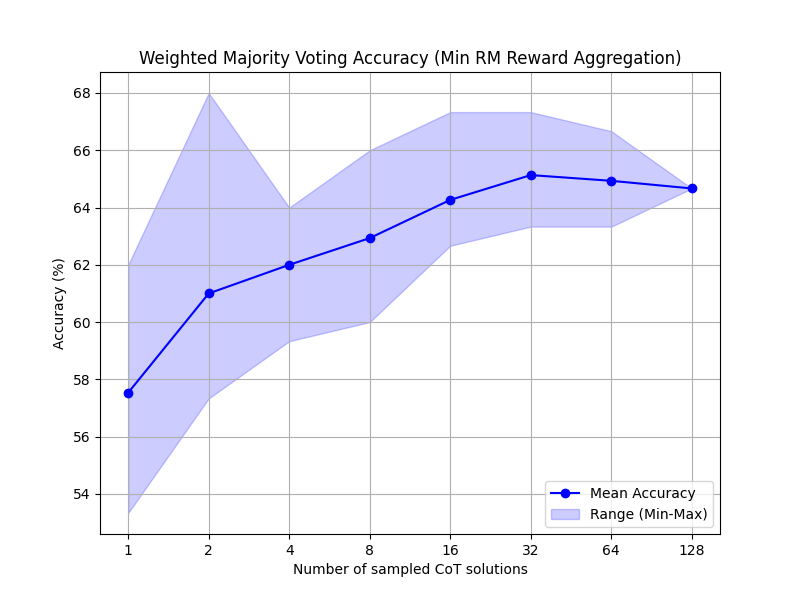 Weighted Majority Voting Accuracy (Min RM Reward Aggregation)
68
66
64
62
60
58
56
54
Accuracy (%)
Mean Accuracy
Range (Min-Max)
1 2 4 8 16 32 64 128
Number of sampled CoT solutions